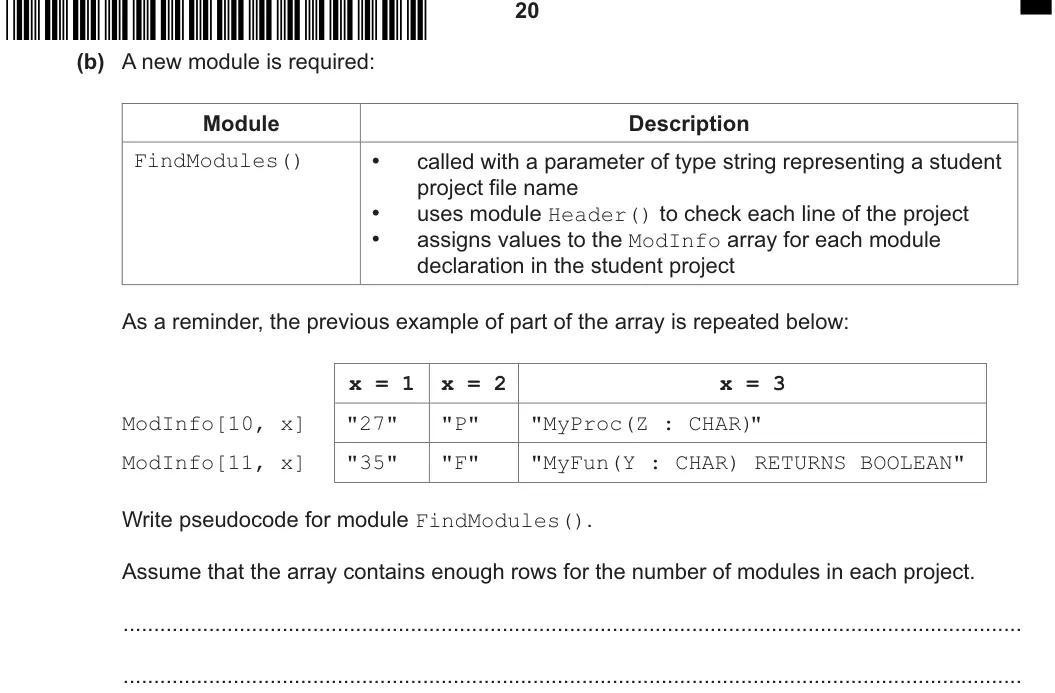 20
(b) A new module is required:
Module Description
FindModules() • called with a parameter of type string representing a student
project file name
• uses module Header() to check each line of the project
• assigns values to the ModInfo array for each module
declaration in the student project
As a reminder, the previous example of part of the array is repeated below:
x = 1 x = 2 x = 3
ModInfo[10, x] "27" "P" "MyProc(Z : CHAR)"
ModInfo[11, x] "35" "F" "MyFun(Y : CHAR) RETURNS BOOLEAN"
Write pseudocode for module FindModules().
Assume that the array contains enough rows for the number of modules in each project.